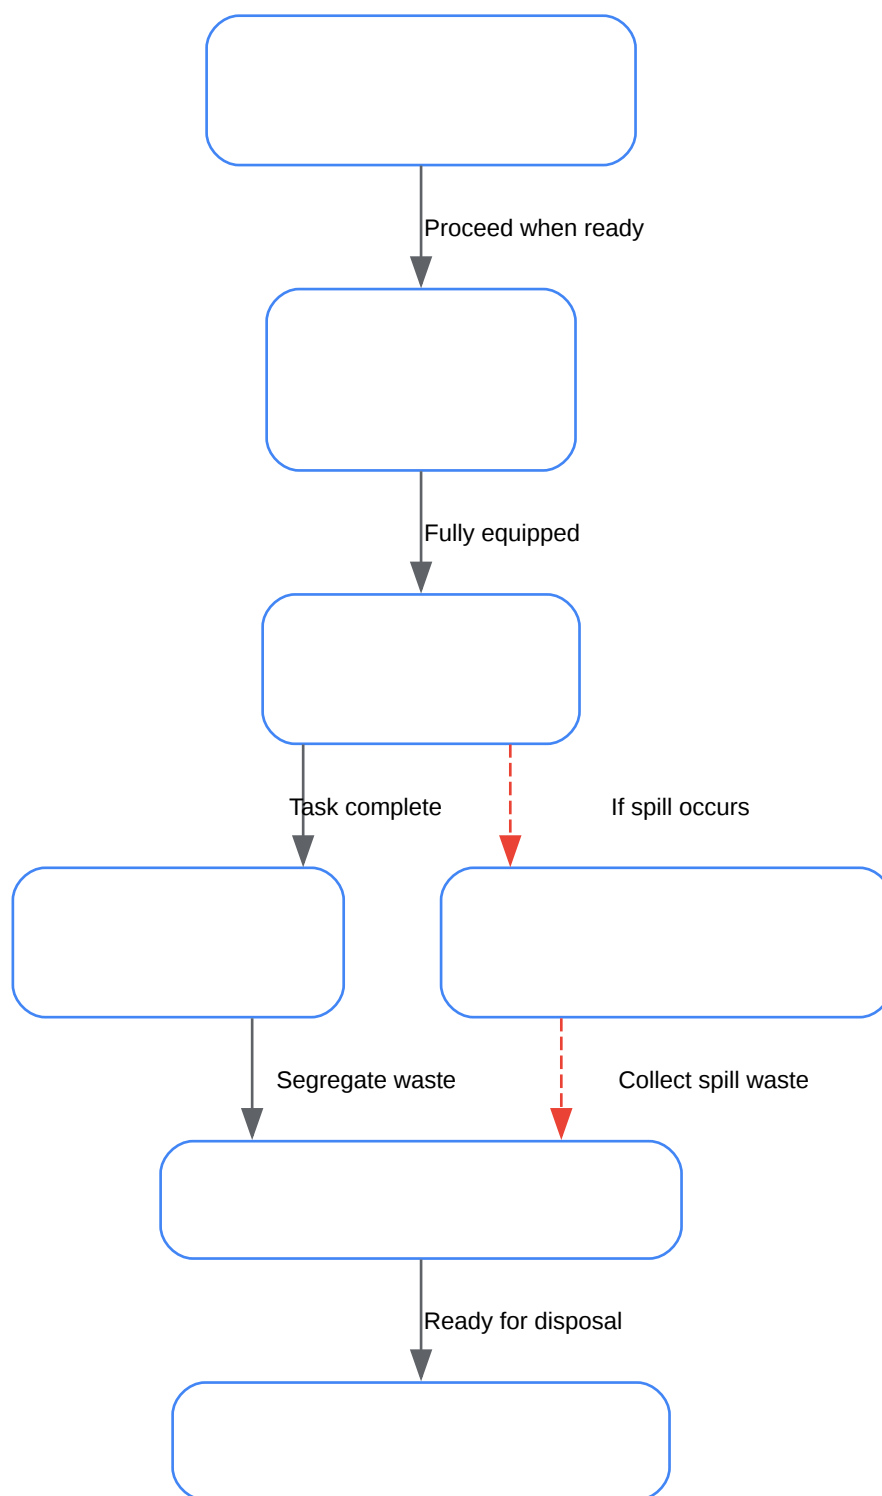 Proceed when ready
Fully equipped
Task complete
If spill occurs
Segregate waste
Collect spill waste
Ready for disposal